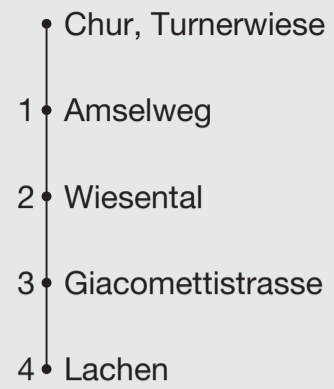 Chur, Turnerwiese
1 Amselweg
2 Wiesental
3 Giacomettistrasse
4 Lachen